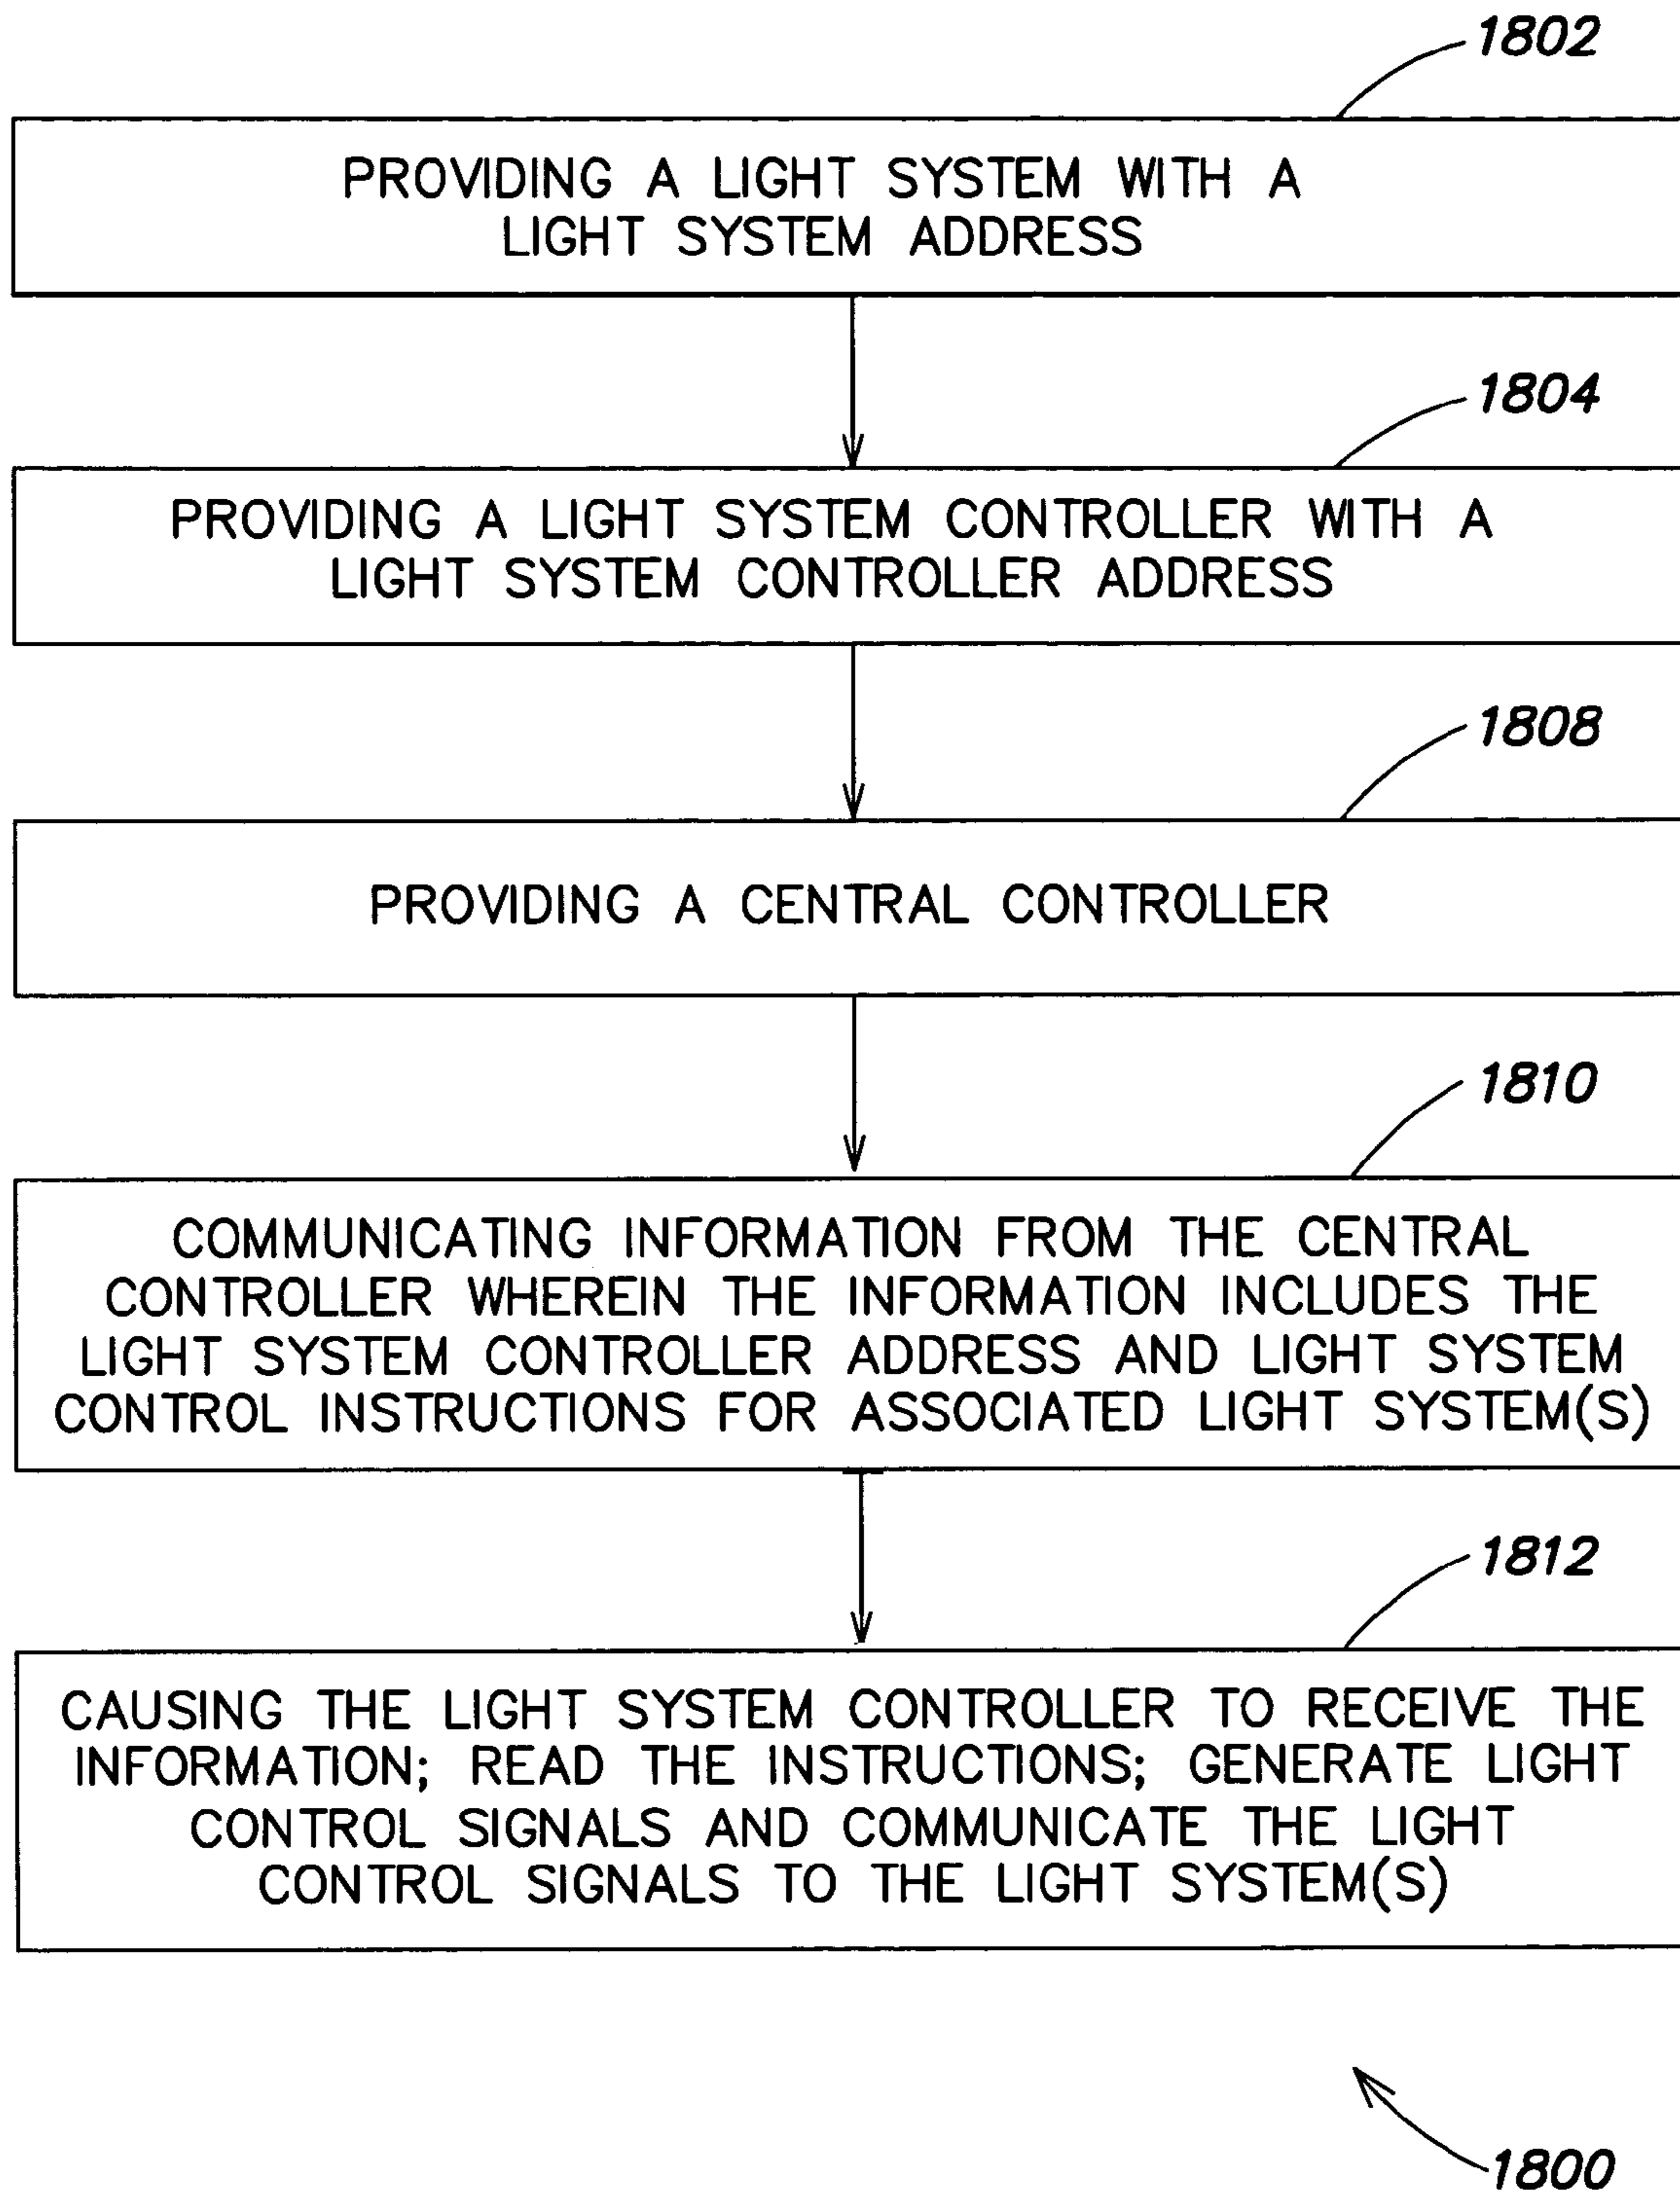 1802
PROVIDING A LIGHT SYSTEM WITH A
LIGHT SYSTEM ADDRESS
1804
PROVIDING A LIGHT SYSTEM CONTROLLER WITH A
LIGHT SYSTEM CONTROLLER ADDRESS
1808
PROVIDING A CENTRAL CONTROLLER
1810
COMMUNICATING INFORMATION FROM THE CENTRAL
CONTROLLER WHEREIN THE INFORMATION INCLUDES THE
LIGHT SYSTEM CONTROLLER ADDRESS AND LIGHT SYSTEM
CONTROL INSTRUCTIONS FOR ASSOCIATED LIGHT SYSTEM(S)
1812
CAUSING THE LIGHT SYSTEM CONTROLLER TO RECEIVE THE
INFORMATION; READ THE INSTRUCTIONS; GENERATE LIGHT
CONTROL SIGNALS AND COMMUNICATE THE LIGHT
CONTROL SIGNALS TO THE LIGHT SYSTEM(S)
1800